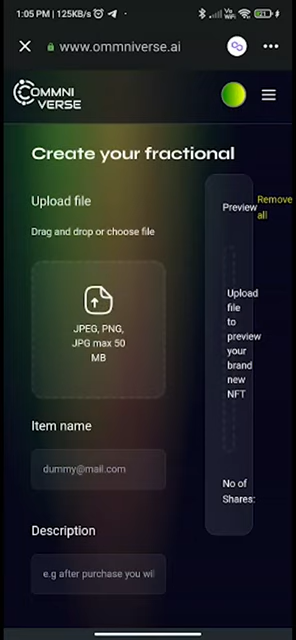 1:05 PM | 125KB/s
Vo WiFi
www.ommniverse.ai
OMMNI
VERSE
Create your fractional
Upload file
Drag and drop or choose file
JPEG, PNG,
JPG max 50
MB
Item name
dummy@mail.com
Description
e.g after purchase you wil
Preview
Remove
all
Upload
file
to
preview
your
brand
new
NFT
No of
Shares: